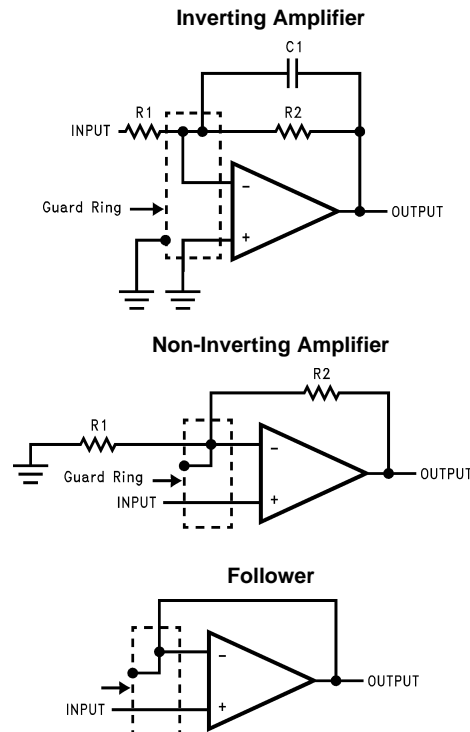 Inverting Amplifier
C1
R1
R2
INPUT
-
Guard Ring
+
OUTPUT
Non-Inverting Amplifier
R2
R1
-
Guard Ring
OUTPUT
INPUT
+
Follower
-
OUTPUT
INPUT
+